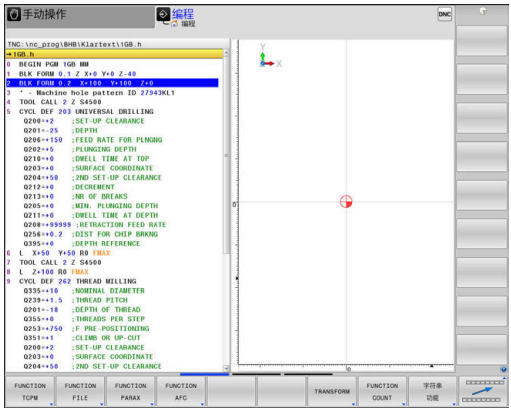 手动操作
编程
编程
DNC
TNC:\nc_prog\BHB\Klartext\1GB.h
→1GB.h
0 BEGIN PGM 1GB MM
1 BLK FORM 0.1 Z X+0 Y+0 Z-40
2 BLK FORM 0.2 X+100 Y+100 Z+0
3 * - Machine hole pattern ID 27943KL1
4 TOOL CALL 2 Z S4500
5 CYCL DEF 203 UNIVERSAL DRILLING
Q200=+2 ;SET-UP CLEARANCE
Q201=-25 ;DEPTH
Q206=+150 ;FEED RATE FOR PLNGNG
Q202=+5 ;PLUNGING DEPTH
Q210=+0 ;DWELL TIME AT TOP
Q203=+0 ;SURFACE COORDINATE
Q204=+50 ;2ND SET-UP CLEARANCE
Q212=+0 ;DECREMENT
Q213=+0 ;NR OF BREAKS
Q205=+0 ;MIN. PLUNGING DEPTH
Q211=+0 ;DWELL TIME AT DEPTH
Q208=+99999 ;RETRACTION FEED RATE
Q256=+0.2 ;DIST FOR CHIP BRKNG
Q395=+0 ;DEPTH REFERENCE
6 L X+50 Y+50 R0 FMAX
7 TOOL CALL 2 Z S4500
8 L Z+100 R0 FMAX
9 CYCL DEF 262 THREAD MILLING
Q335=+10 ;NOMINAL DIAMETER
Q239=+1.5 ;THREAD PITCH
Q201=-18 ;DEPTH OF THREAD
Q355=+0 ;THREADS PER STEP
Q253=+750 ;F PRE-POSITIONING
Q351=+1 ;CLIMB OR UP-CUT
Q200=+2 ;SET-UP CLEARANCE
Q203=+0 ;SURFACE COORDINATE
Q204=+50 ;2ND SET-UP CLEARANCE
Y
X
0
0
FUNCTION TCPM
FUNCTION FILE
FUNCTION PARAX
FUNCTION AFC
TRANSFORM
FUNCTION COUNT
字符串 功能